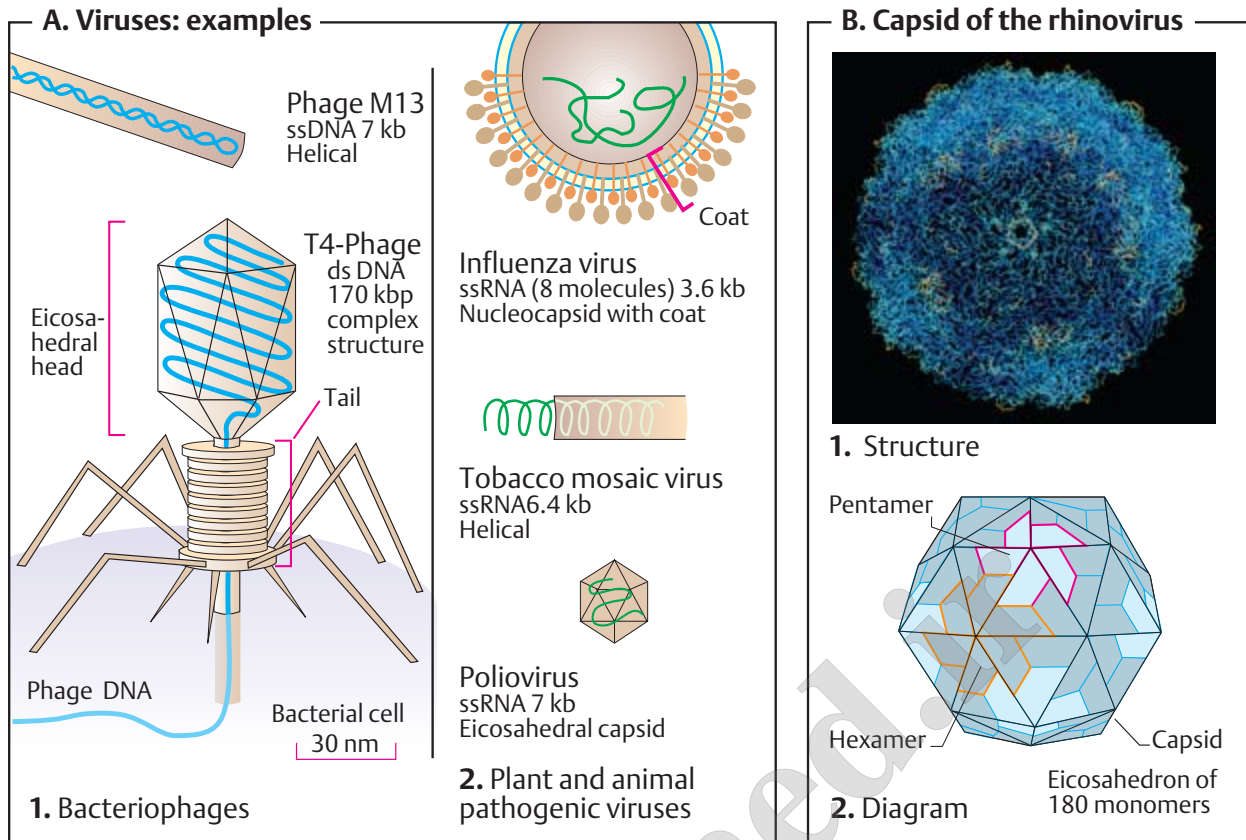 A. Viruses: examples
Phage M13
ssDNA 7 kb
Helical
Eicosa-
hedral
head
T4-Phage
ds DNA
170 kbp
complex
structure
Tail
Phage DNA
Bacterial cell
30 nm
1. Bacteriophages
Coat
Influenza virus
ssRNA (8 molecules) 3.6 kb
Nucleocapsid with coat
Tobacco mosaic virus
ssRNA6.4 kb
Helical
Poliovirus
ssRNA 7 kb
Eicosahedral capsid
2. Plant and animal
pathogenic viruses
B. Capsid of the rhinovirus
1. Structure
Pentamer
Hexamer
Capsid
Eicosahedron of
180 monomers
2. Diagram